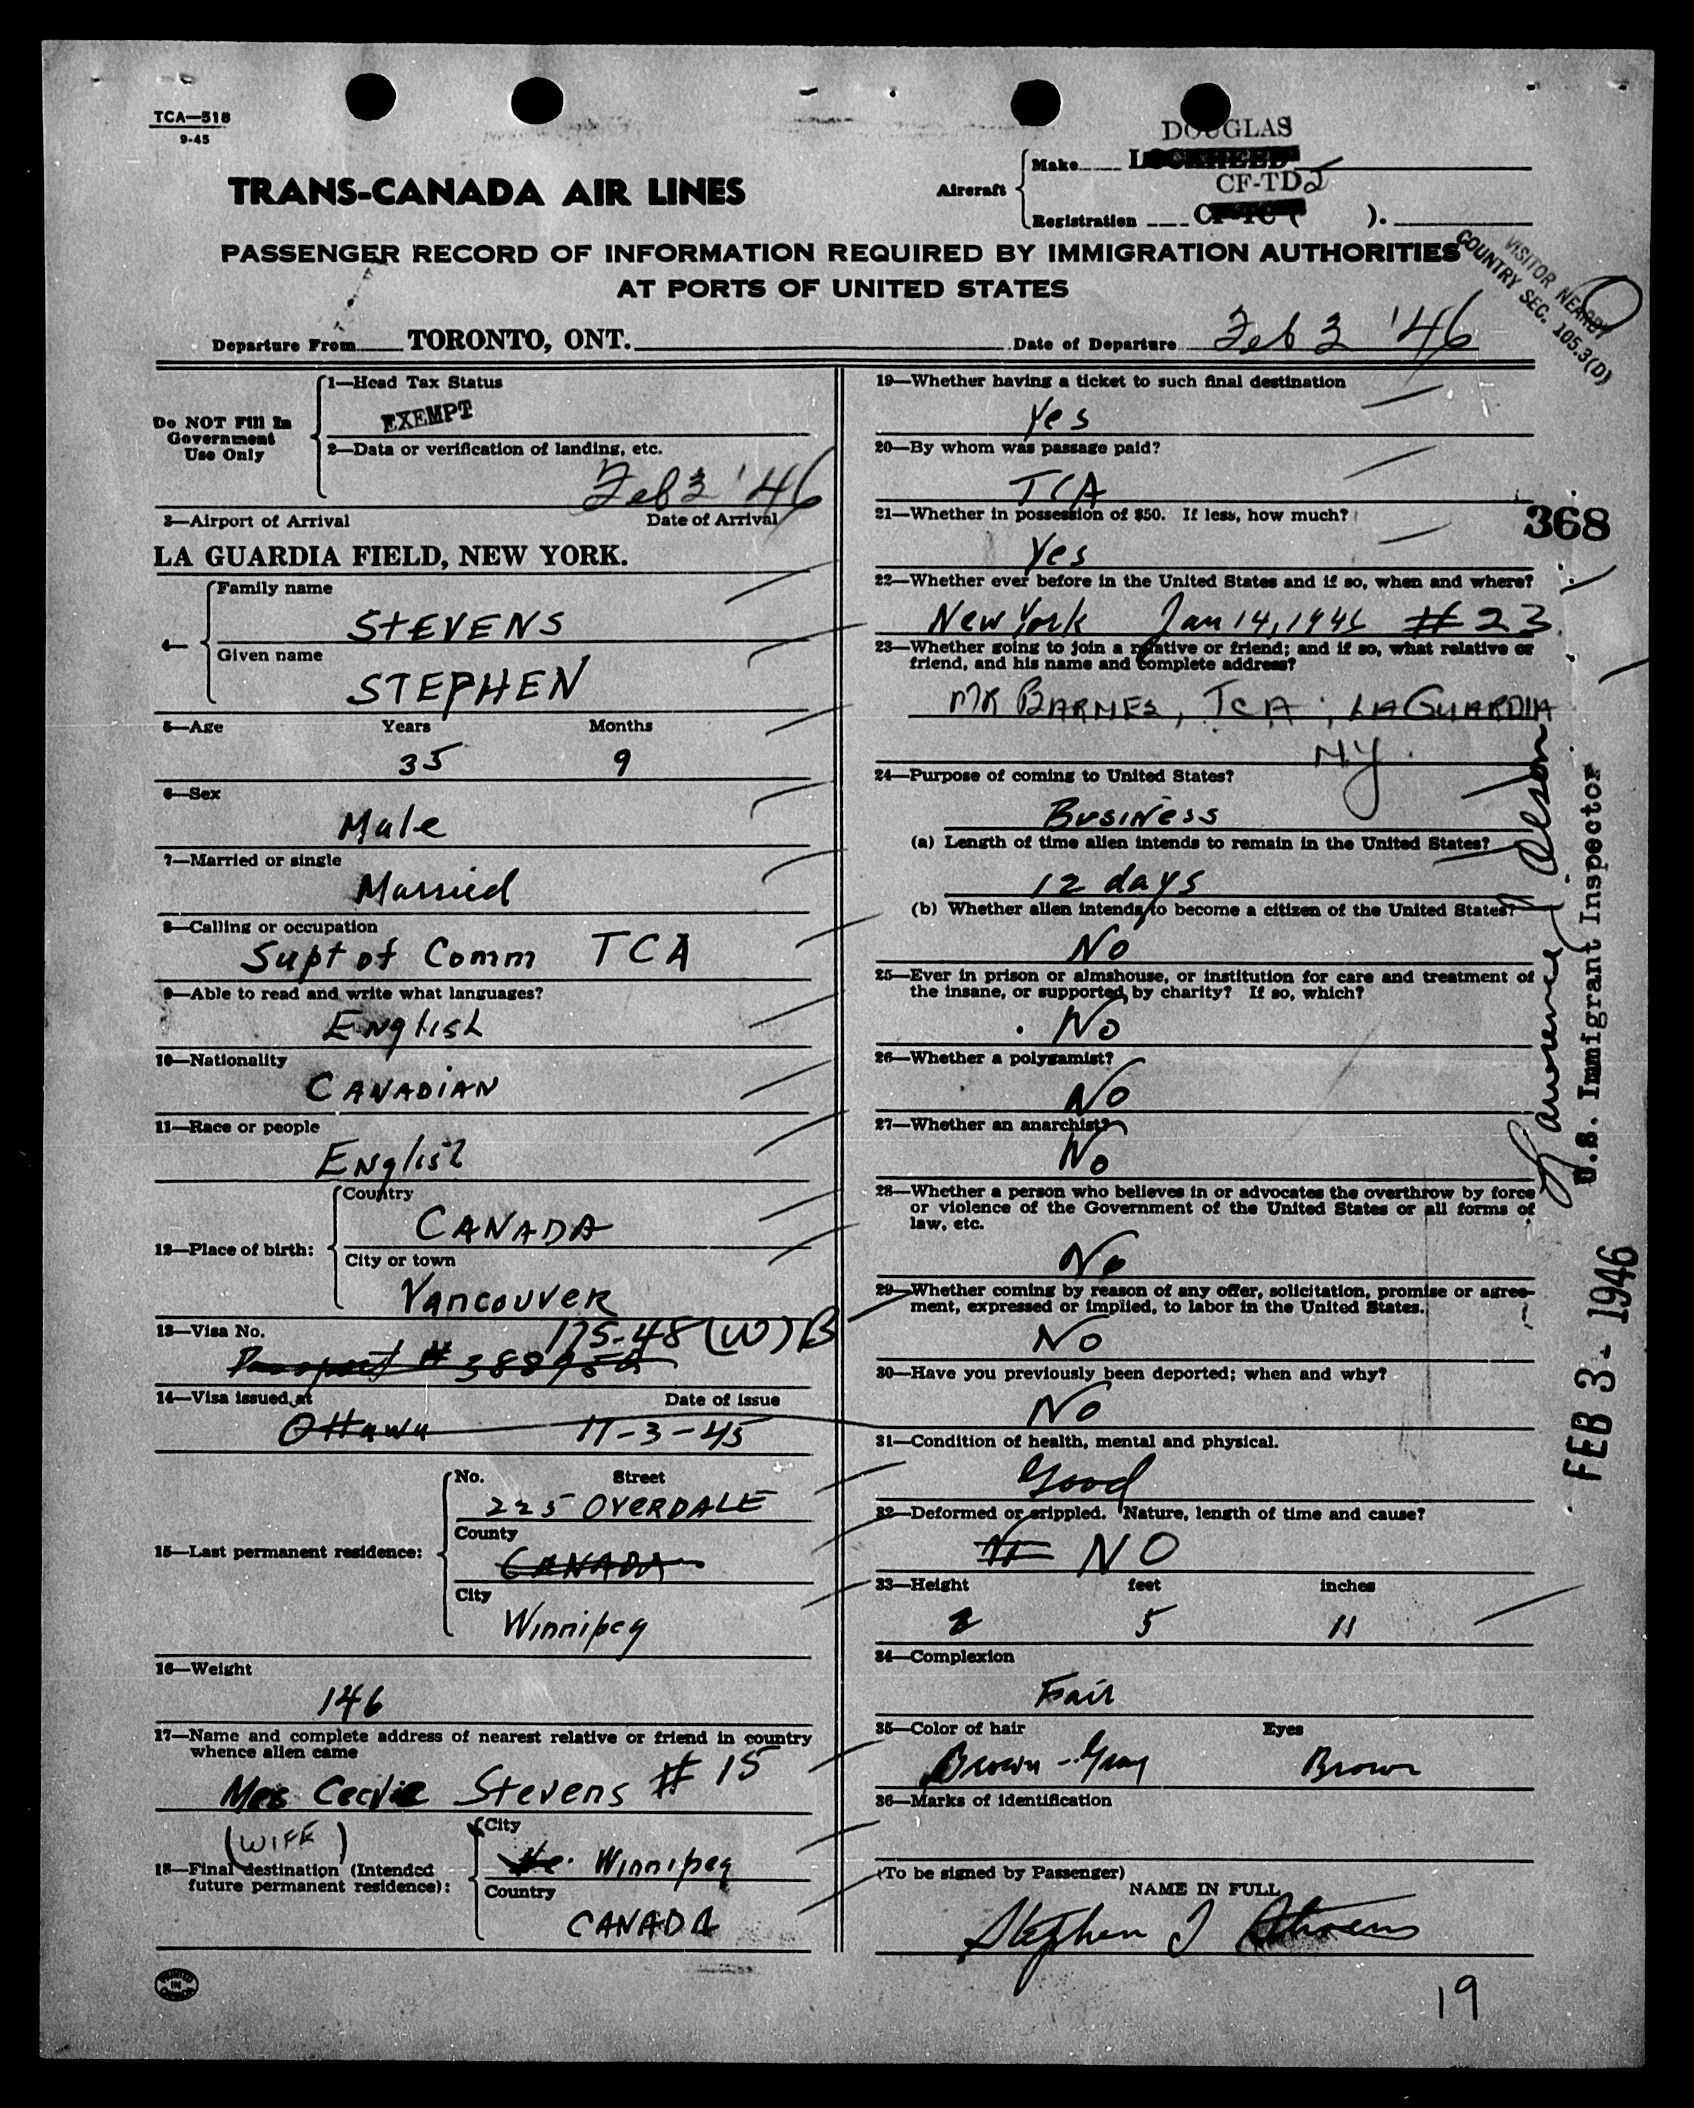 TCA—518
9-45
DOUGLAS
Aircraft
Make
LOCKHEED
CF-TDJ
Registration CF-TC ( ).
TRANS-CANADA AIR LINES
PASSENGER RECORD OF INFORMATION REQUIRED BY IMMIGRATION AUTHORITIES
AT PORTS OF UNITED STATES
VISITOR NEARBY
COUNTRY SEC. 105.3(D)
Departure From TORONTO, ONT. Date of Departure Feb 3 '46
Do NOT Fill In
Government
Use Only
1—Head Tax Status
EXEMPT
2—Data or verification of landing, etc.
Feb 3 '46
3—Airport of Arrival Date of Arrival
LA GUARDIA FIELD, NEW YORK.
4—
Family name
STEVENS
Given name
STEPHEN
5—Age Years Months
35 9
6—Sex
Male
7—Married or single
Married
8—Calling or occupation
Supt of Comm TCA
9—Able to read and write what languages?
English
10—Nationality
CANADIAN
11—Race or people
English
12—Place of birth:
Country
CANADA
City or town
Vancouver
13—Visa No. 175-48 (W) B
Passport #
14—Visa issued at Date of issue
Ottawa 11-3-45
15—Last permanent residence:
No. Street
225 OVERDALE
County
CANADA
City
Winnipeg
16—Weight
146
17—Name and complete address of nearest relative or friend in country
whence alien came
Mrs Cecile Stevens # 15
(WIFE)
18—Final destination (Intended
future permanent residence):
City
Winnipeg
Country
CANADA
19—Whether having a ticket to such final destination
Yes
20—By whom was passage paid?
TCA
21—Whether in possession of $50. If less, how much?
Yes
368
22—Whether ever before in the United States and if so, when and where?
New York Jan 14, 1946 # 23
23—Whether going to join a relative or friend; and if so, what relative or
friend, and his name and complete address?
MR BARNES, TCA, LA GUARDIA
N.Y.
24—Purpose of coming to United States?
Business
(a) Length of time alien intends to remain in the United States?
12 days
(b) Whether alien intends to become a citizen of the United States?
No
25—Ever in prison or almshouse, or institution for care and treatment of
the insane, or supported by charity? If so, which?
No
26—Whether a polygamist?
No
27—Whether an anarchist?
No
28—Whether a person who believes in or advocates the overthrow by force
or violence of the Government of the United States or all forms of
law, etc.
No
29—Whether coming by reason of any offer, solicitation, promise or agree-
ment, expressed or implied, to labor in the United States.
No
30—Have you previously been deported; when and why?
No
31—Condition of health, mental and physical.
Good
32—Deformed or crippled. Nature, length of time and cause?
NO
33—Height feet inches
5 11
34—Complexion
Fair
35—Color of hair Eyes
Brown - Gray Brown
36—Marks of identification
(To be signed by Passenger)
NAME IN FULL
Stephen J Stevens
19
Lawrence
U.S. Immigrant Inspector
FEB 3 - 1946
PRINTED
IN
CANADA